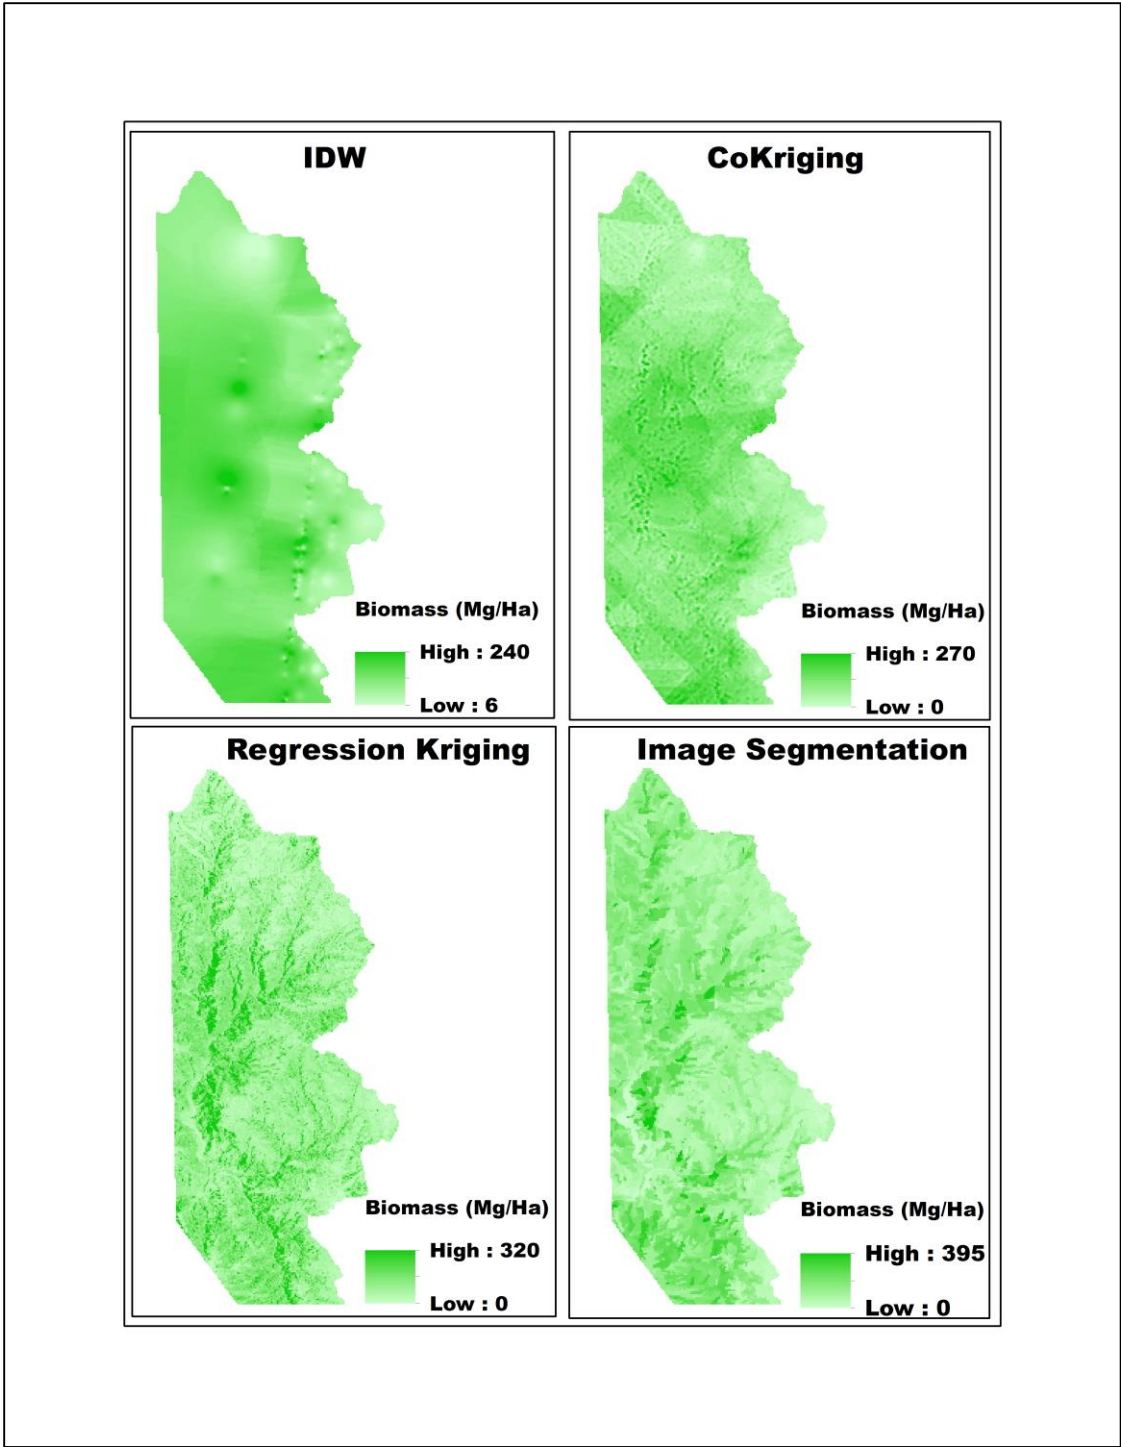 IDW
Biomass (Mg/Ha)
High : 240
Low : 6
CoKriging
Biomass (Mg/Ha)
High : 270
Low : 0
Regression Kriging
Biomass (Mg/Ha)
High : 320
Low : 0
Image Segmentation
Biomass (Mg/Ha)
High : 395
Low : 0